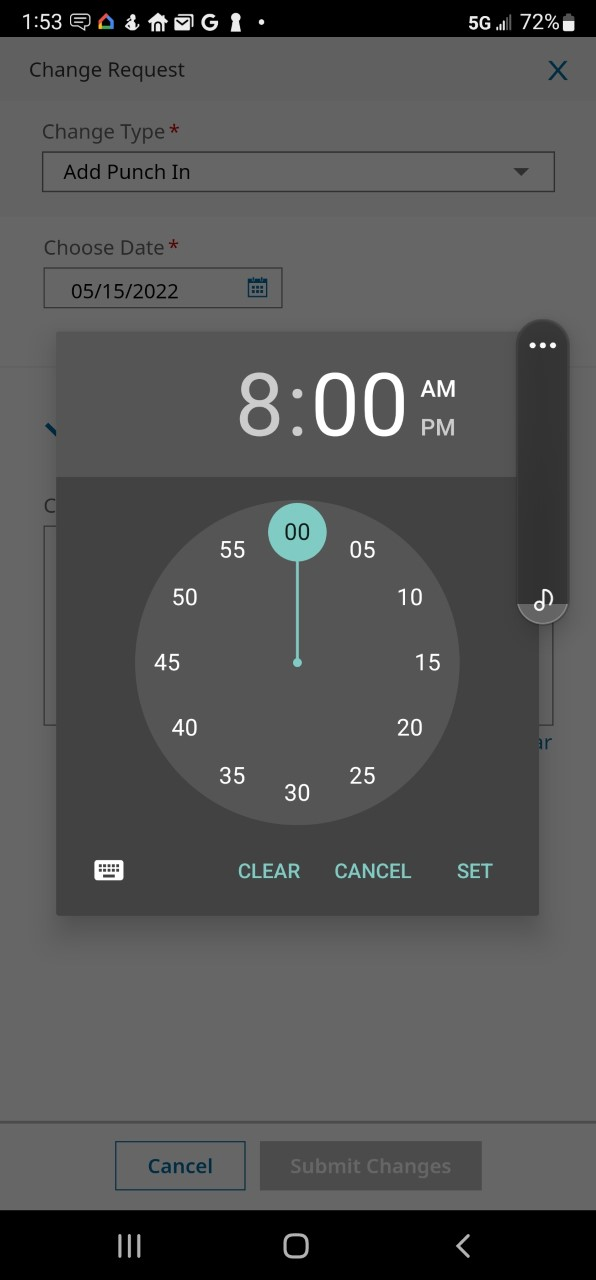 1:53 5G 72%
Change Request
Change Type *
Add Punch In
Choose Date *
05/15/2022
8:00 AM
PM
00
55 05
50 10
45 15
40 20
35 25
30
CLEAR CANCEL SET
Cancel Submit Changes